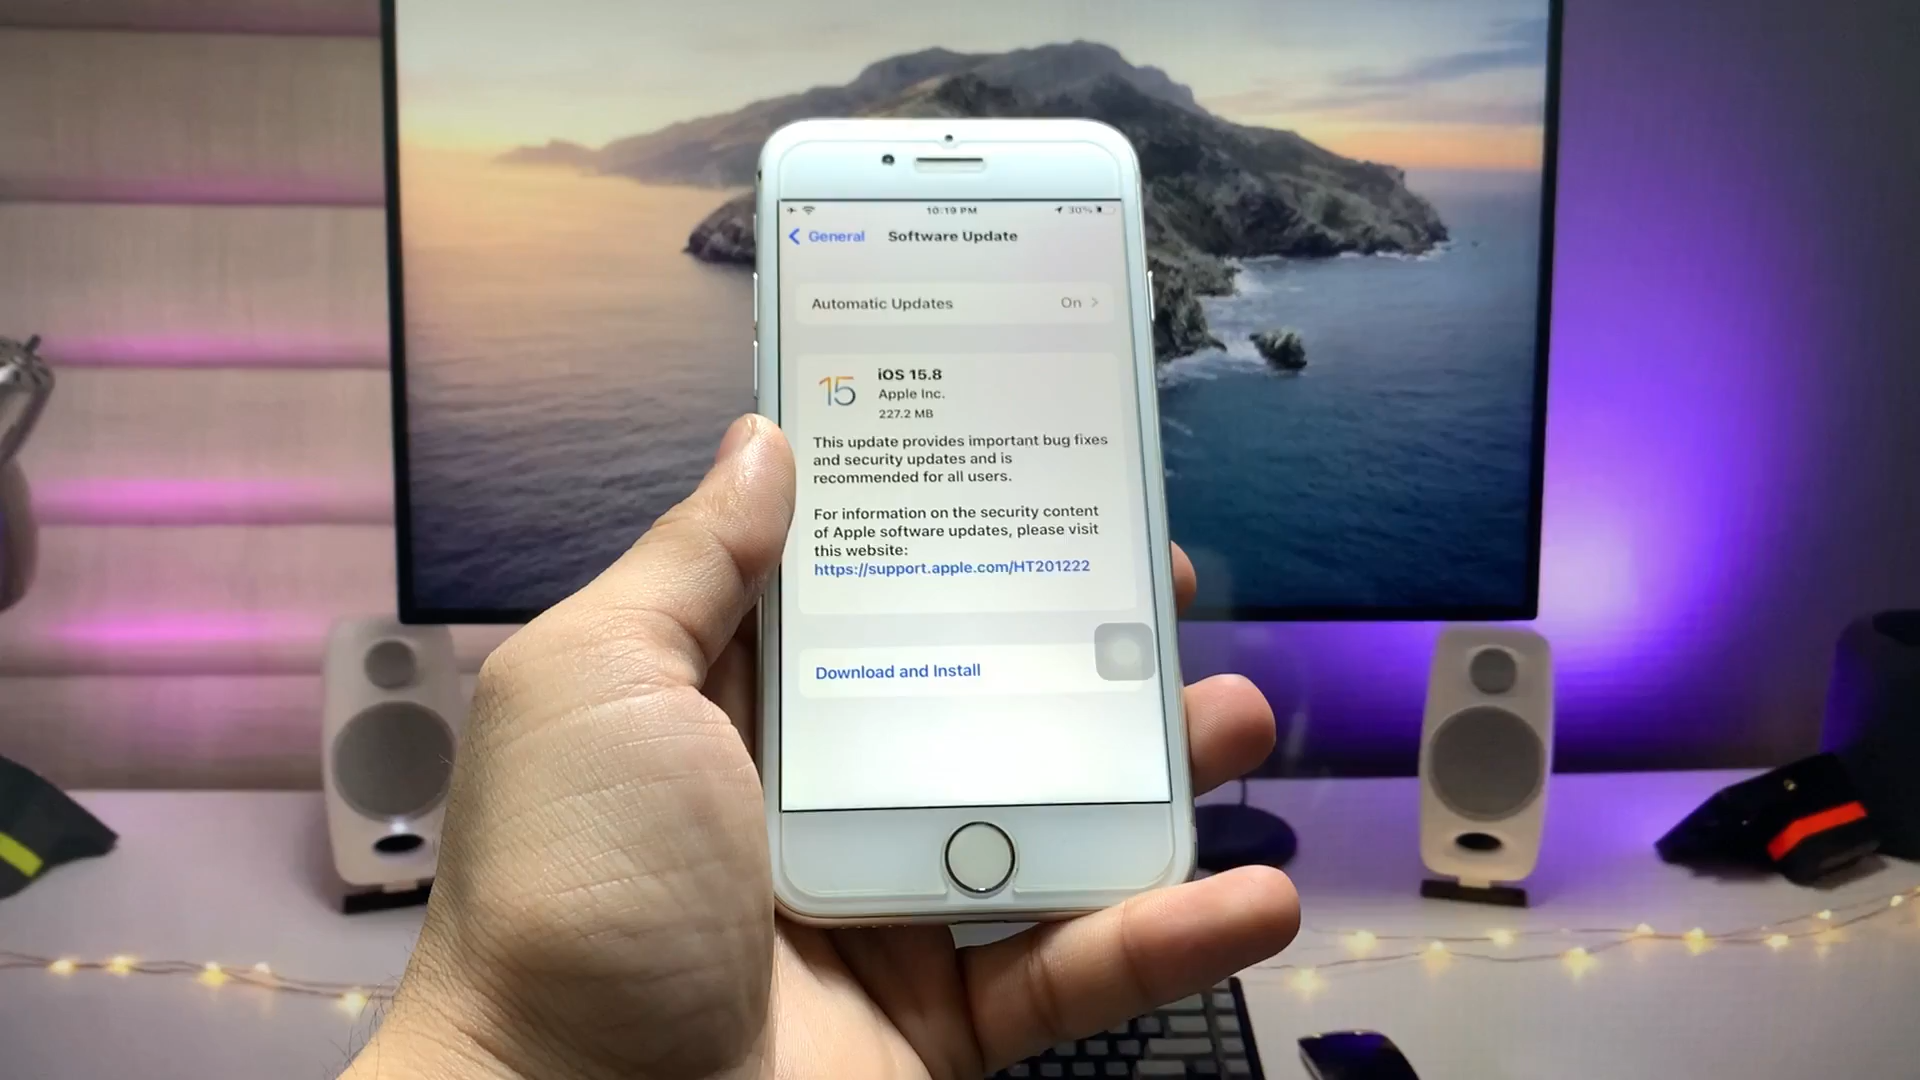 10:19 PM 30%
General Software Update
Automatic Updates On
15
iOS 15.8
Apple Inc.
227.2 MB
This update provides important bug fixes
and security updates and is
recommended for all users.
For information on the security content
of Apple software updates, please visit
this website:
https://support.apple.com/HT201222
Download and Install